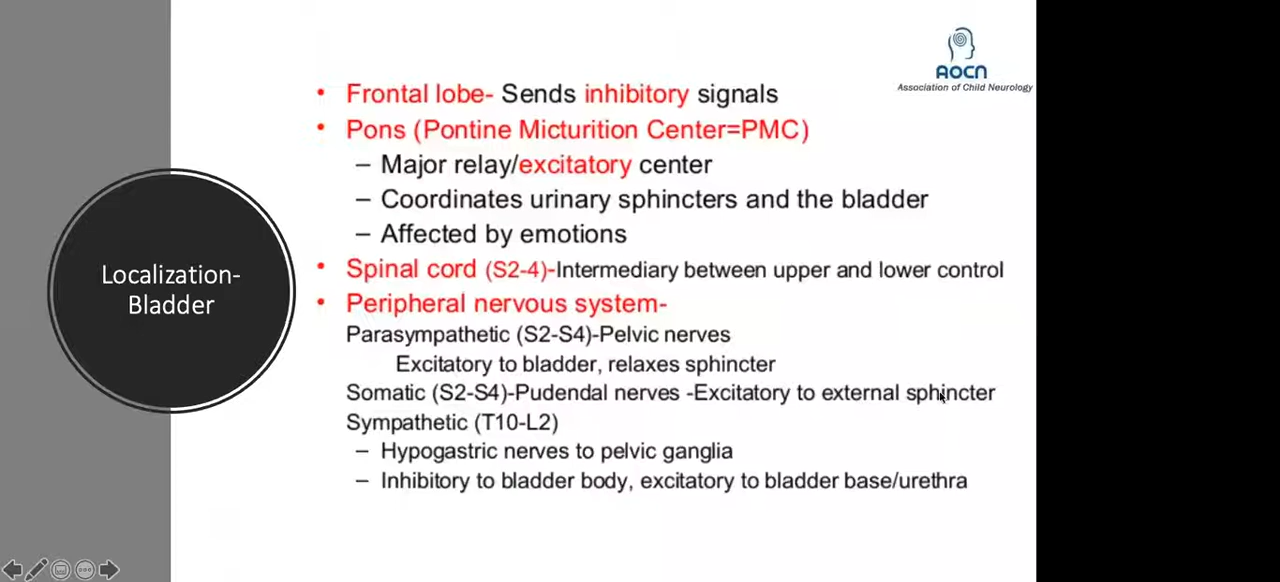 AOCN
Association of Child Neurology
Localization-
Bladder
• Frontal lobe- Sends inhibitory signals
• Pons (Pontine Micturition Center=PMC)
– Major relay/excitatory center
– Coordinates urinary sphincters and the bladder
– Affected by emotions
• Spinal cord (S2-4)-Intermediary between upper and lower control
• Peripheral nervous system-
Parasympathetic (S2-S4)-Pelvic nerves
Excitatory to bladder, relaxes sphincter
Somatic (S2-S4)-Pudendal nerves -Excitatory to external sphincter
Sympathetic (T10-L2)
– Hypogastric nerves to pelvic ganglia
– Inhibitory to bladder body, excitatory to bladder base/urethra